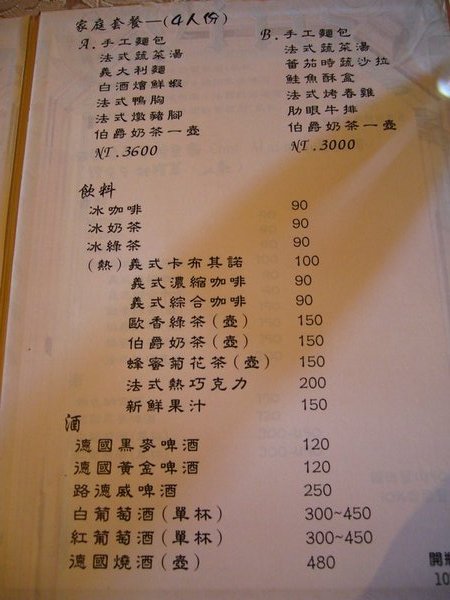 家庭套餐—(4人份)
A. 手工麵包
法式蔬菜湯
義大利麵
白酒燴鮮蝦
法式鴨胸
法式燉豬腳
伯爵奶茶一壺
NT.3600
B. 手工麵包
法式蔬菜湯
番茄時蔬沙拉
鮭魚酥盒
法式烤春雞
肋眼牛排
伯爵奶茶一壺
NT.3000
飲料
冰咖啡 90
冰奶茶 90
冰綠茶 90
(熱)義式卡布其諾 100
義式濃縮咖啡 90
義式綜合咖啡 90
歐香綠茶(壺) 150
伯爵奶茶(壺) 150
蜂蜜菊花茶(壺) 150
法式熱巧克力 200
新鮮果汁 150
酒
德國黑麥啤酒 120
德國黃金啤酒 120
路德威啤酒 250
白葡萄酒(單杯) 300~450
紅葡萄酒(單杯) 300~450
德國燒酒(壺) 480
開
10